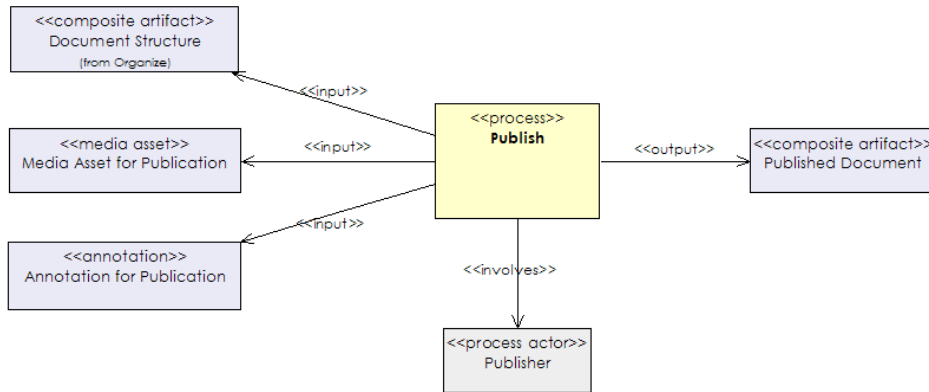 <<composite artifact>>
Document Structure
(from Organize)
<<input>>
<<process>>
Publish
<<media asset>>
Media Asset for Publication
<<input>>
<<output>>
<<composite artifact>>
Published Document
<<input>>
<<annotation>>
Annotation for Publication
<<involves>>
<<process actor>>
Publisher